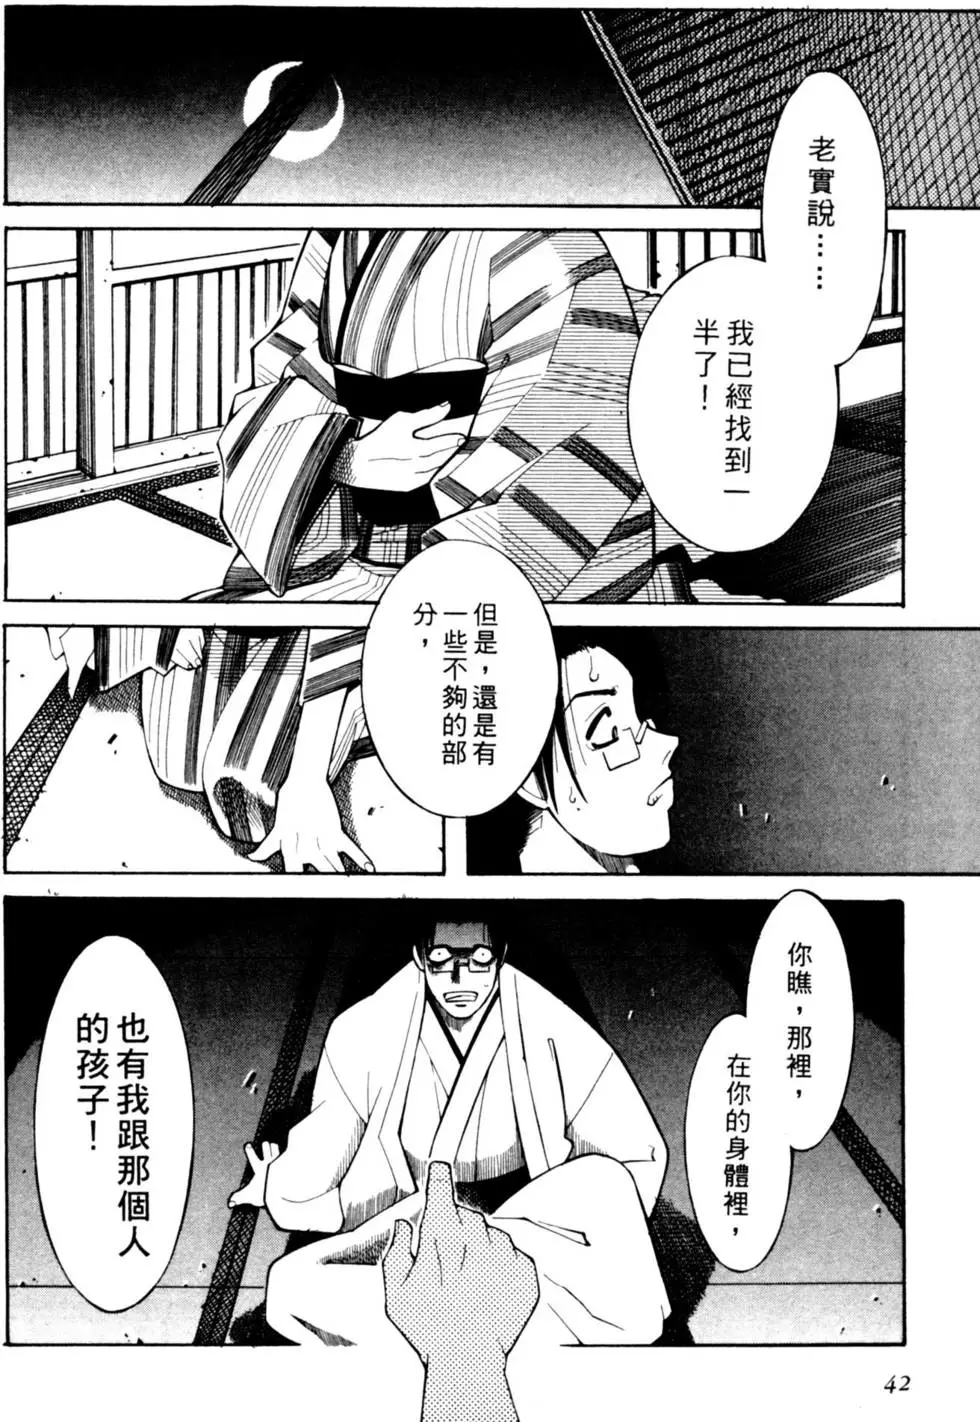 老實說……
我已經找到一
半了！
但是，還是有
一些不夠的部
分，
你瞧，那裡，
在你的身體裡，
也有我跟那個人
的孩子！
42